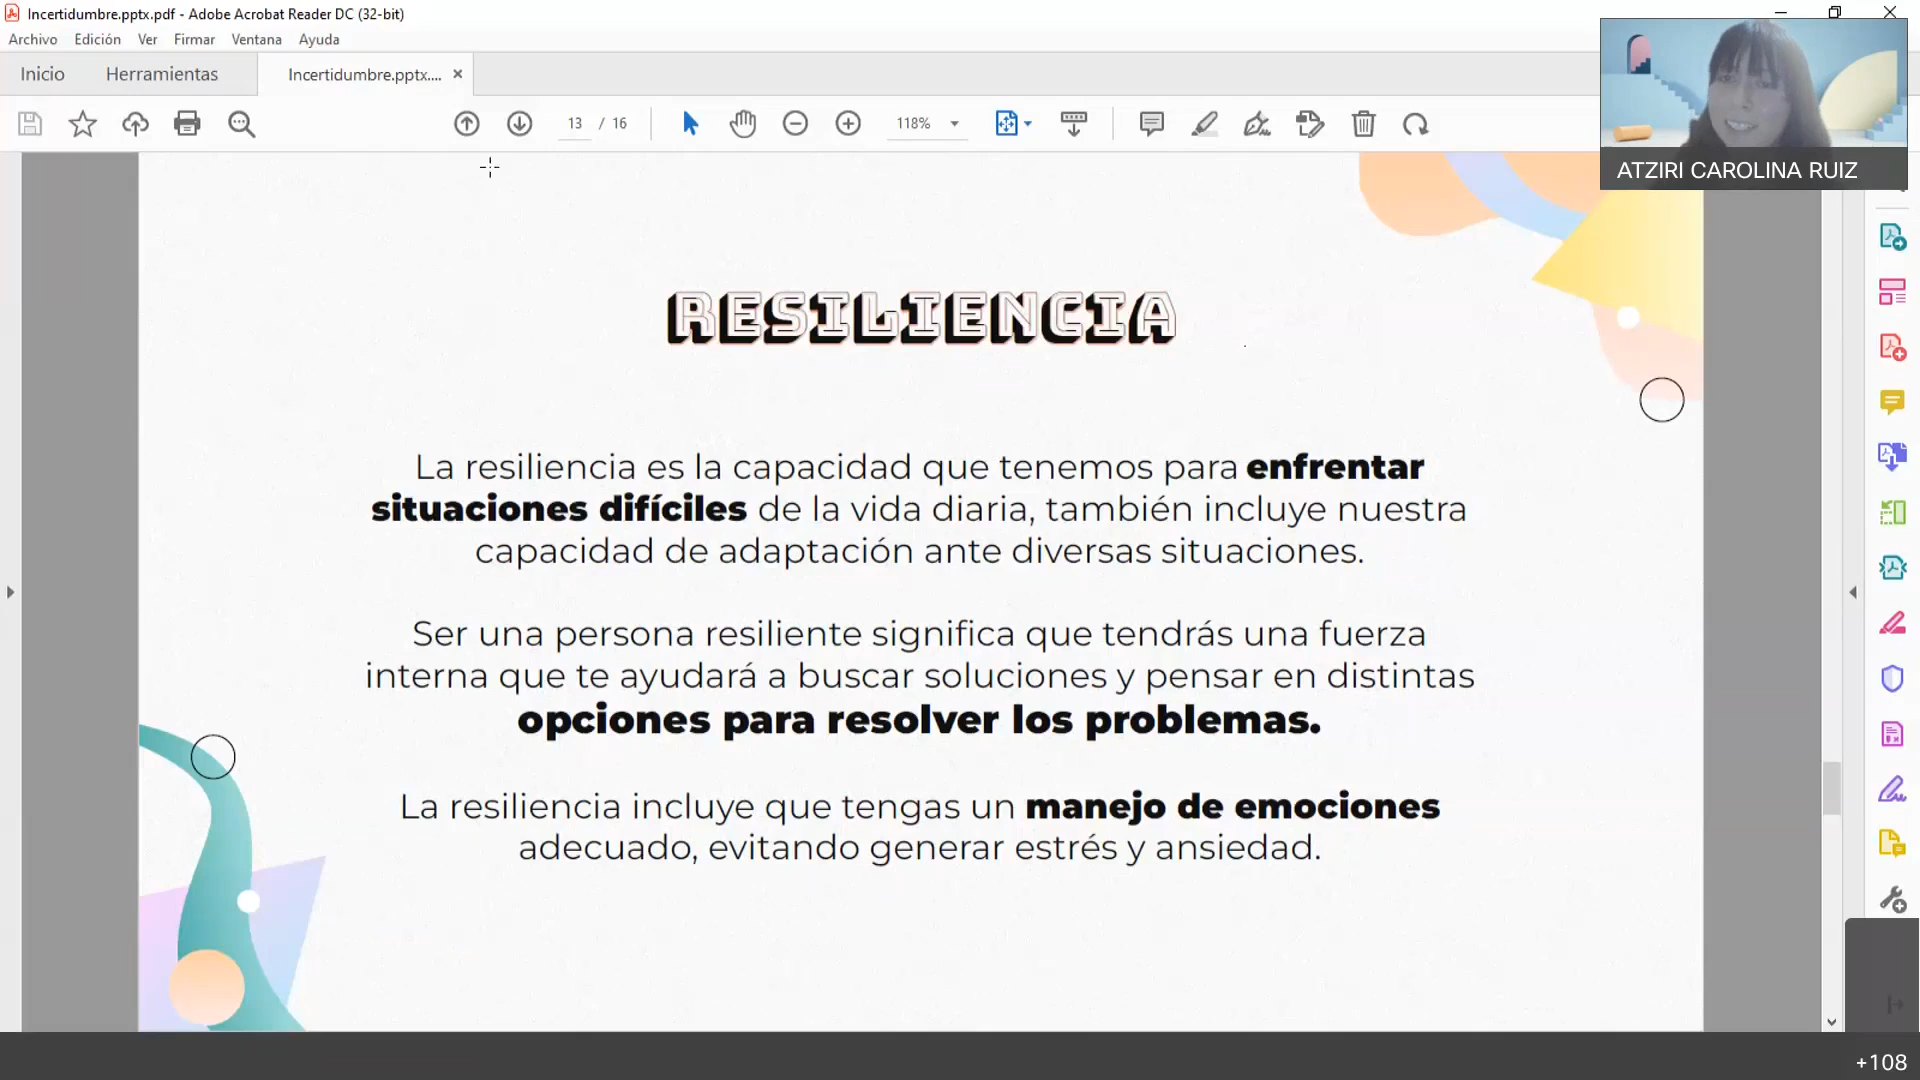 Incertidumbre.pptx.pdf - Adobe Acrobat Reader DC (32-bit)
Archivo Edición Ver Firmar Ventana Ayuda
Inicio Herramientas Incertidumbre.pptx.... ×
13 / 16 118%
ATZIRI CAROLINA RUIZ
RESILIENCIA
La resiliencia es la capacidad que tenemos para enfrentar
situaciones difíciles de la vida diaria, también incluye nuestra
capacidad de adaptación ante diversas situaciones.
Ser una persona resiliente significa que tendrás una fuerza
interna que te ayudará a buscar soluciones y pensar en distintas
opciones para resolver los problemas.
La resiliencia incluye que tengas un manejo de emociones
adecuado, evitando generar estrés y ansiedad.
+108